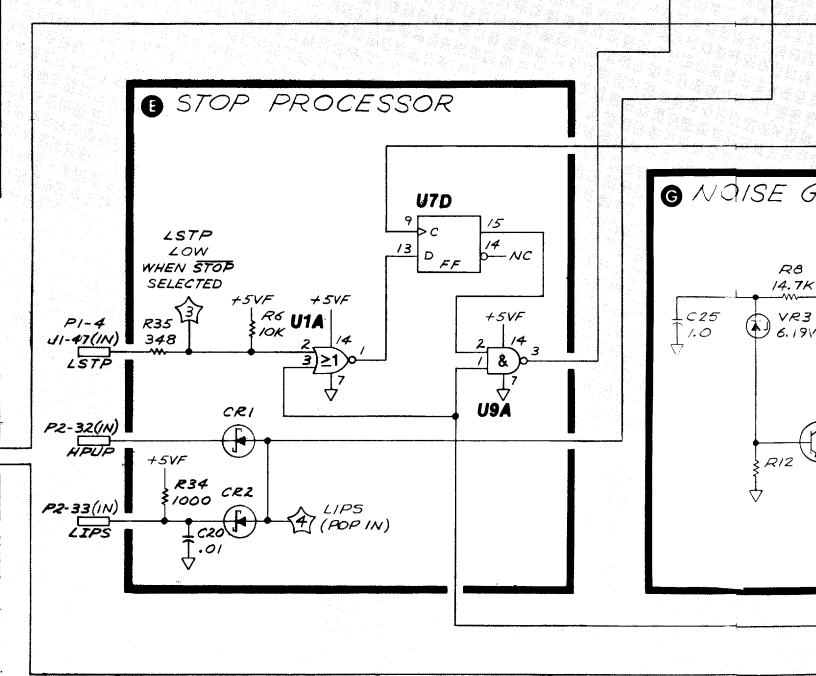 E STOP PROCESSOR
U7D
9
C
13
D
FF
15
14
NC
LSTP
LOW
WHEN STOP
SELECTED
3
+5VF
R6
10K
+5VF
U1A
14
2
3
≥1
1
7
P1-4
J1-47(IN)
LSTP
R35
348
+5VF
14
2
1
&
3
7
U9A
P2-32(IN)
HPUP
CR1
+5VF
R34
1000
CR2
P2-33(IN)
LIPS
C20
.01
4
LIPS
(POP IN)
G NOISE G
R8
14.7K
C25
1.0
VR3
6.19V
R12